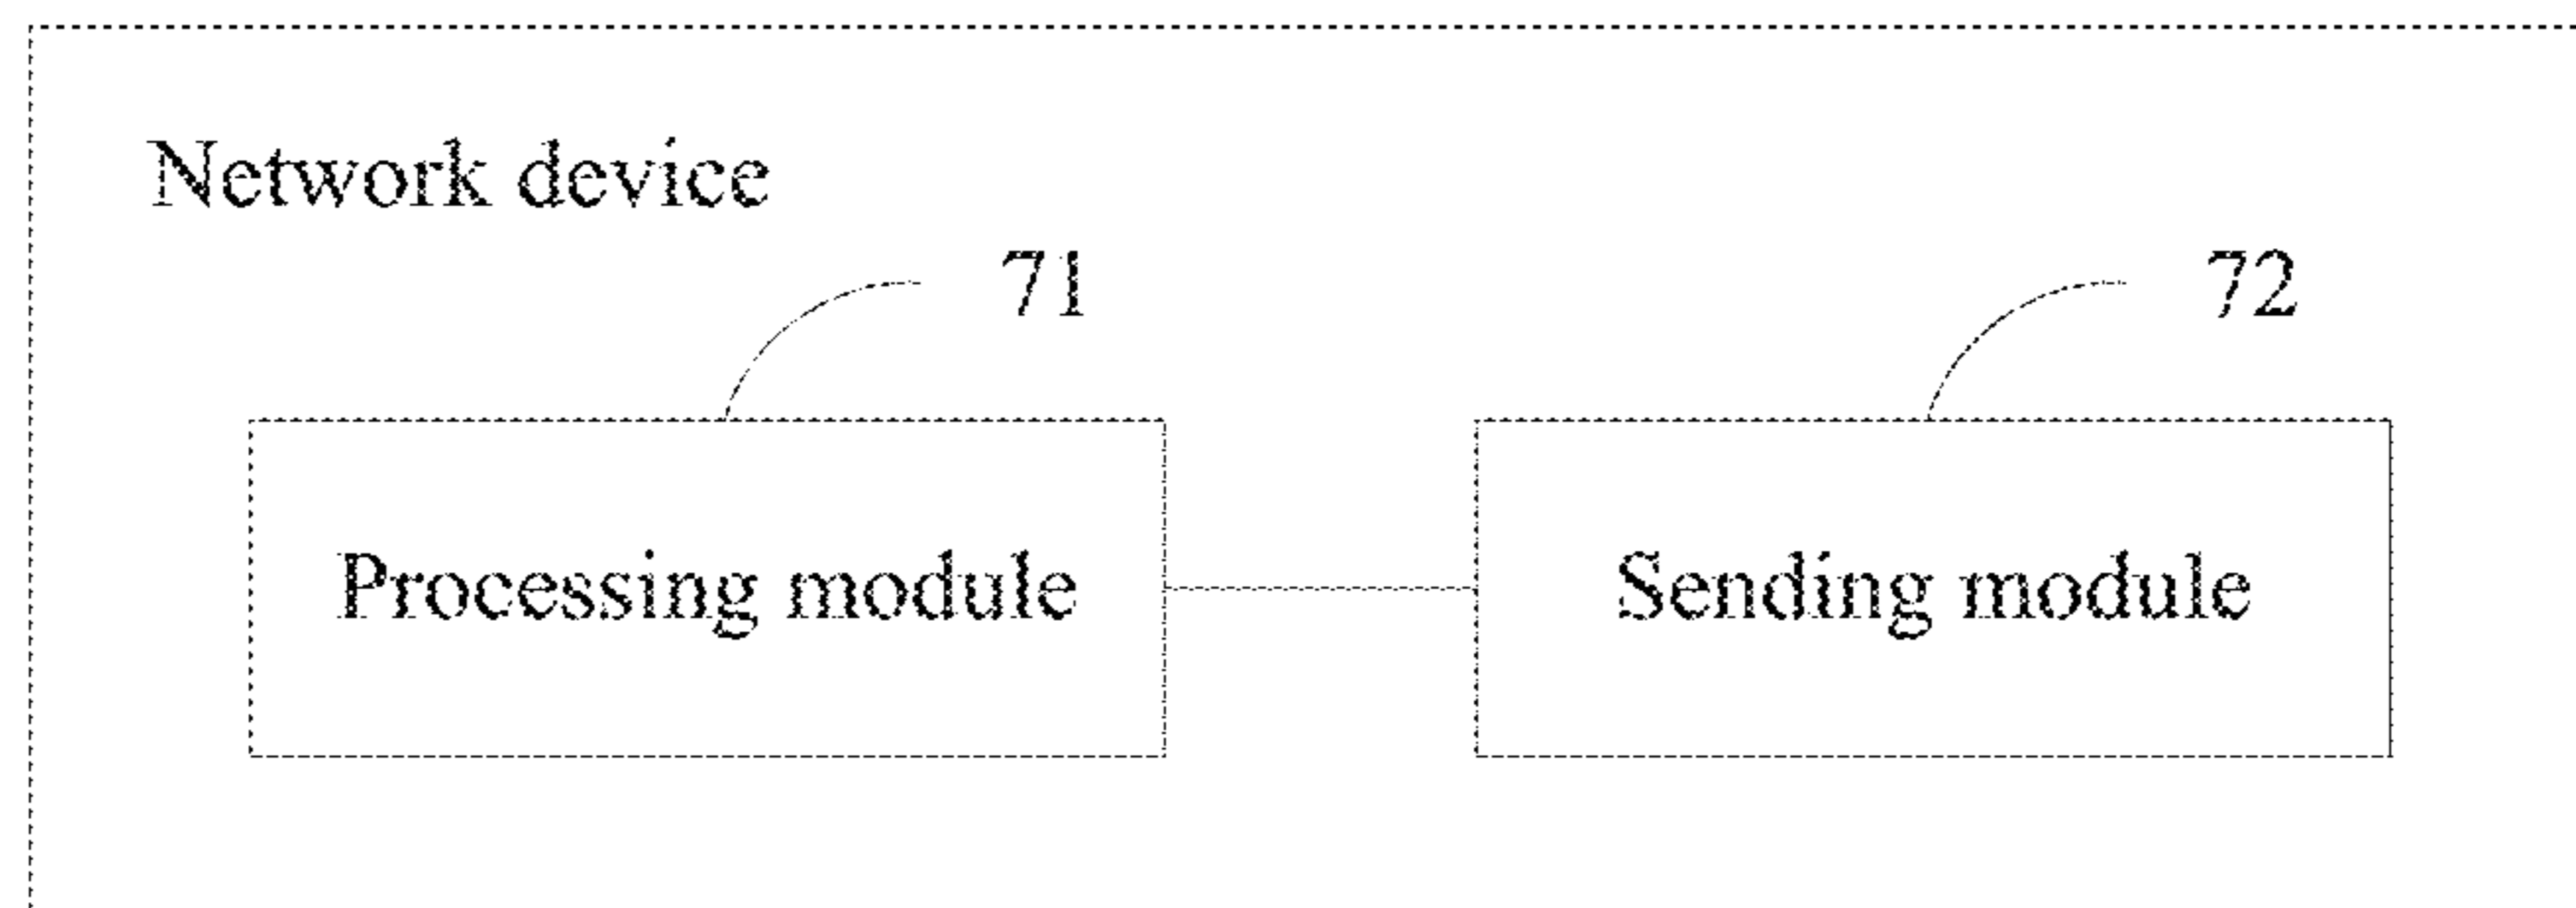 Network device
71
72
Processing module
Sending module